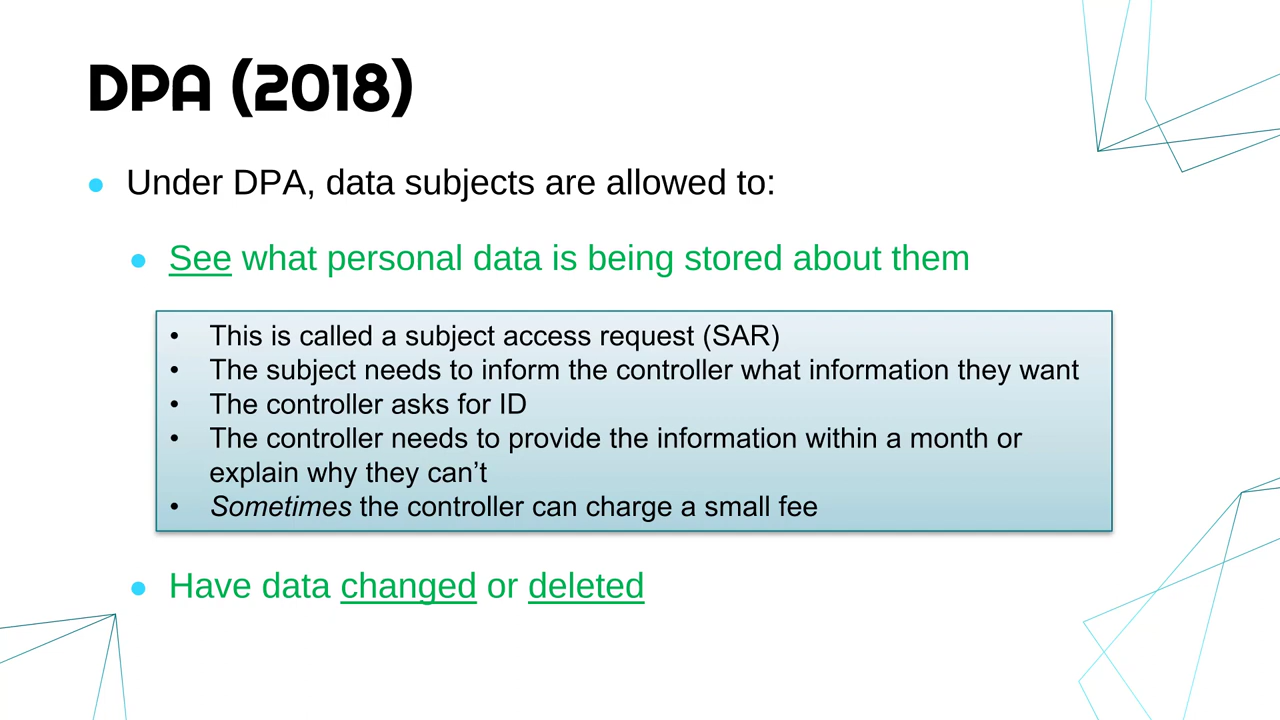 DPA (2018)
● Under DPA, data subjects are allowed to:
● See what personal data is being stored about them
• This is called a subject access request (SAR)
• The subject needs to inform the controller what information they want
• The controller asks for ID
• The controller needs to provide the information within a month or
explain why they can’t
• Sometimes the controller can charge a small fee
● Have data changed or deleted